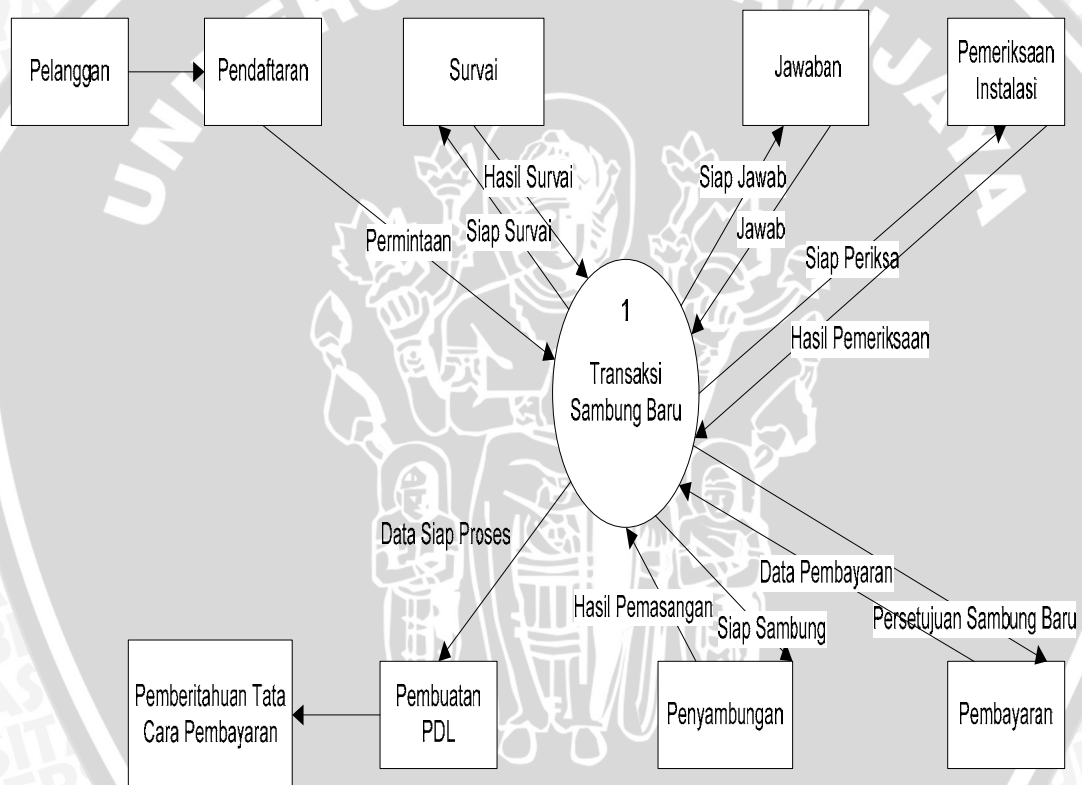 Pelanggan
Pendaftaran
Survai
Jawaban
Pemeriksaan
Instalasi
Hasil Survai
Siap Survai
Permintaan
Siap Jawab
Jawab
Siap Periksa
Hasil Pemeriksaan
1
Transaksi
Sambung Baru
Data Siap Proses
Hasil Pemasangan
Siap Sambung
Data Pembayaran
Persetujuan Sambung Baru
Pemberitahuan Tata
Cara Pembayaran
Pembuatan
PDL
Penyambungan
Pembayaran